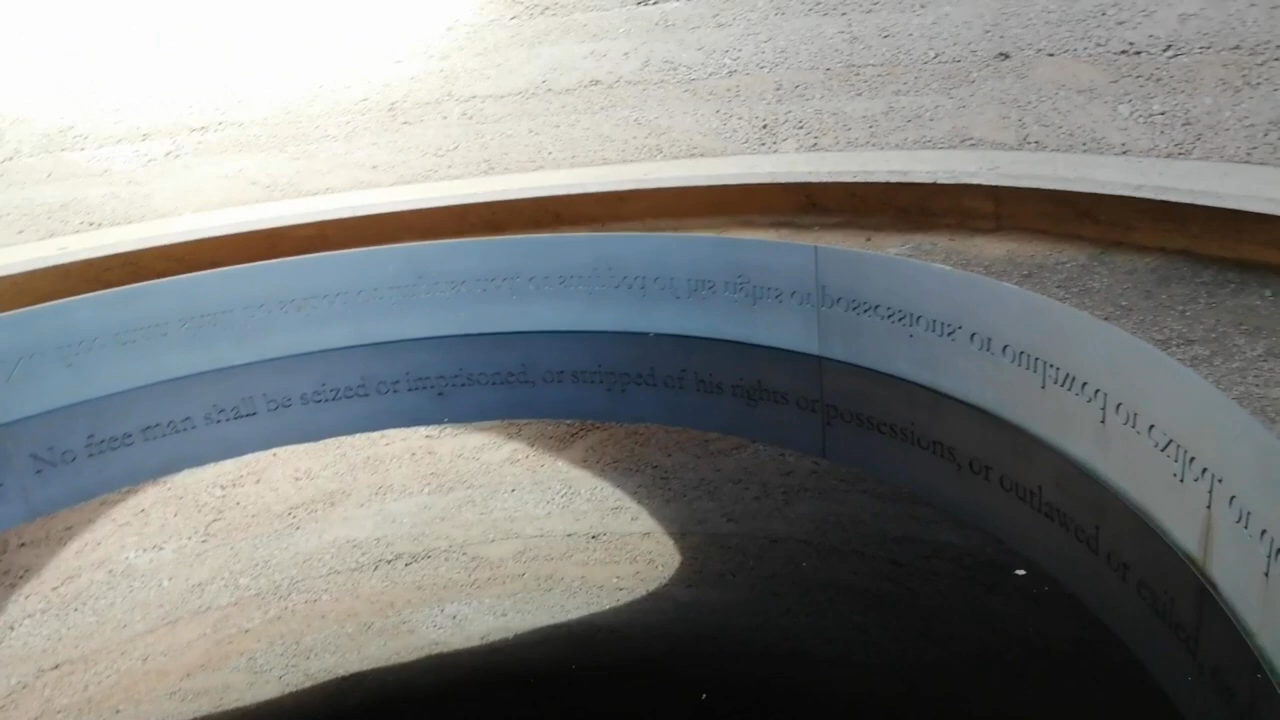 No free man shall be seized or imprisoned, or stripped of his rights or possessions, or outlawed or exiled, or